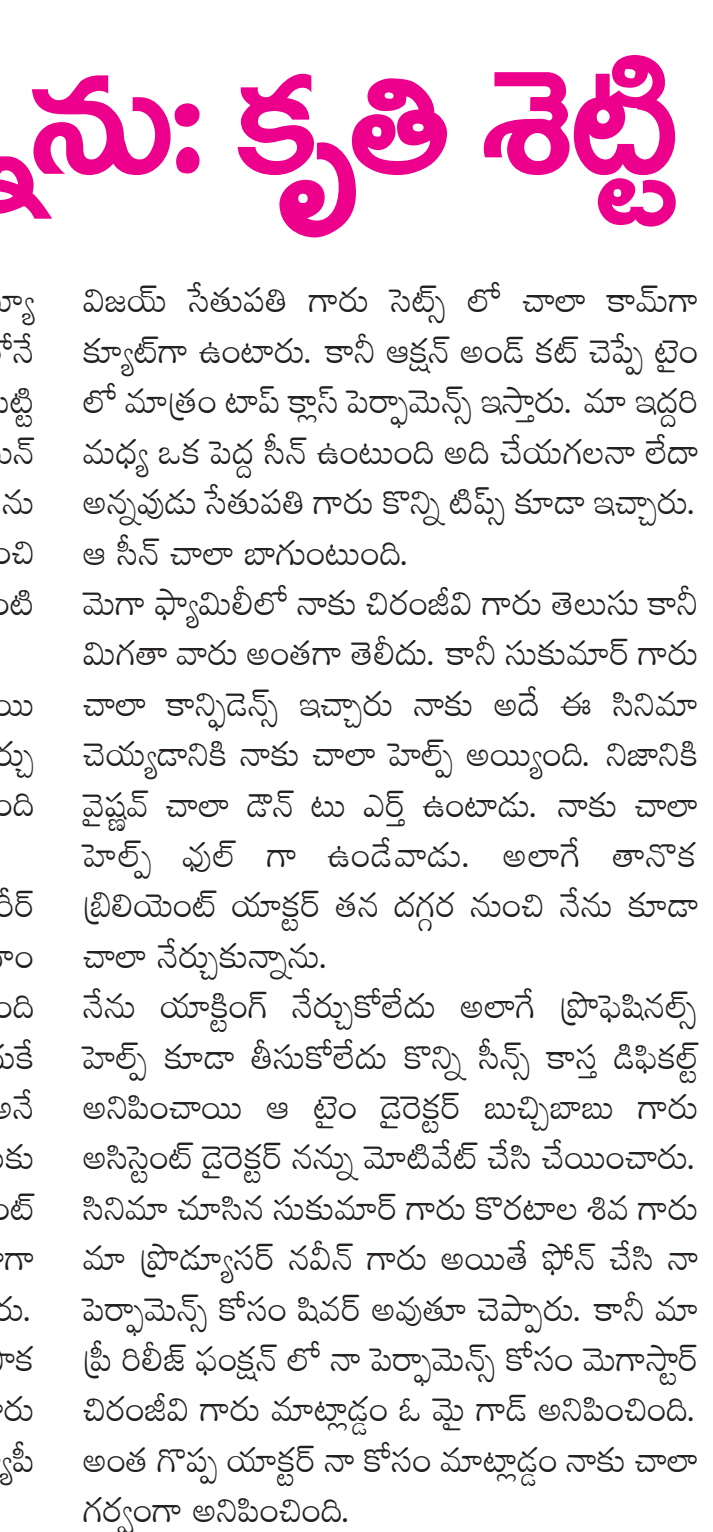 ను: కృతి శెట్టి
విజయ్ సేతుపతి గారు సెట్స్ లో చాలా కామ్‌గా
క్యూట్‌గా ఉంటారు. కానీ ఆక్షన్ అండ్ కట్ చెప్పే టైం
లో మాత్రం టాప్ క్లాస్ పెర్ఫామెన్స్ ఇస్తారు. మా ఇద్దరి
మధ్య ఒక పెద్ద సీన్ ఉంటుంది అది చేయగలనా లేదా
అన్నవుడు సేతుపతి గారు కొన్ని టిప్స్ కూడా ఇచ్చారు.
ఆ సీన్ చాలా బాగుంటుంది.
మెగా ఫ్యామిలీలో నాకు చిరంజీవి గారు తెలుసు కానీ
మిగతా వారు అంతగా తెలీదు. కానీ సుకుమార్ గారు
చాలా కాన్ఫిడెన్స్ ఇచ్చారు నాకు అదే ఈ సినిమా
చెయ్యడానికి నాకు చాలా హెల్ప్ అయ్యింది. నిజానికి
వైష్ణవ్ చాలా డౌన్ టు ఎర్త్ ఉంటాడు. నాకు చాలా
హెల్ప్ ఫుల్ గా ఉండేవాడు. అలాగే తానొక
బ్రిలియెంట్ యాక్టర్ తన దగ్గర నుంచి నేను కూడా
చాలా నేర్చుకున్నాను.
నేను యాక్టింగ్ నేర్చుకోలేదు అలాగే ప్రొఫెషినల్స్
హెల్ప్ కూడా తీసుకోలేదు కొన్ని సీన్స్ కాస్త డిఫికల్ట్
అనిపించాయి ఆ టైం డైరెక్టర్ బుచ్చిబాబు గారు
అసిస్టెంట్ డైరెక్టర్ నన్ను మోటివేట్ చేసి చేయించారు.
సినిమా చూసిన సుకుమార్ గారు కొరటాల శివ గారు
మా ప్రొడ్యూసర్ నవీన్ గారు అయితే ఫోన్ చేసి నా
పెర్ఫామెన్స్ కోసం షివర్ అవుతూ చెప్పారు. కానీ మా
ప్రీ రిలీజ్ ఫంక్షన్ లో నా పెర్ఫామెన్స్ కోసం మెగాస్టార్
చిరంజీవి గారు మాట్లాడ్డం ఓ మై గాడ్ అనిపించింది.
అంత గొప్ప యాక్టర్ నా కోసం మాట్లాడ్డం నాకు చాలా
గర్వంగా అనిపించింది.